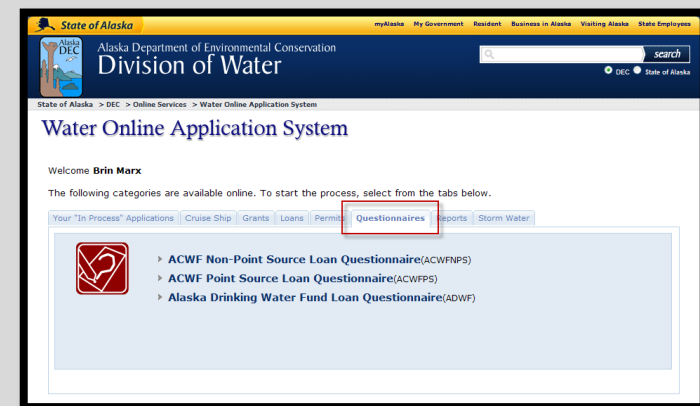 State of Alaska
myAlaska My Government Resident Business in Alaska Visiting Alaska State Employees
Alaska DEC
Alaska Department of Environmental Conservation
Division of Water
search
DEC State of Alaska
State of Alaska > DEC > Online Services > Water Online Application System
Water Online Application System
Welcome Brin Marx
The following categories are available online. To start the process, select from the tabs below.
Your "In Process" Applications Cruise Ship Grants Loans Permits Questionnaires Reports Storm Water
ACWF Non-Point Source Loan Questionnaire(ACWFNPS)
ACWF Point Source Loan Questionnaire(ACWFPS)
Alaska Drinking Water Fund Loan Questionnaire(ADWF)